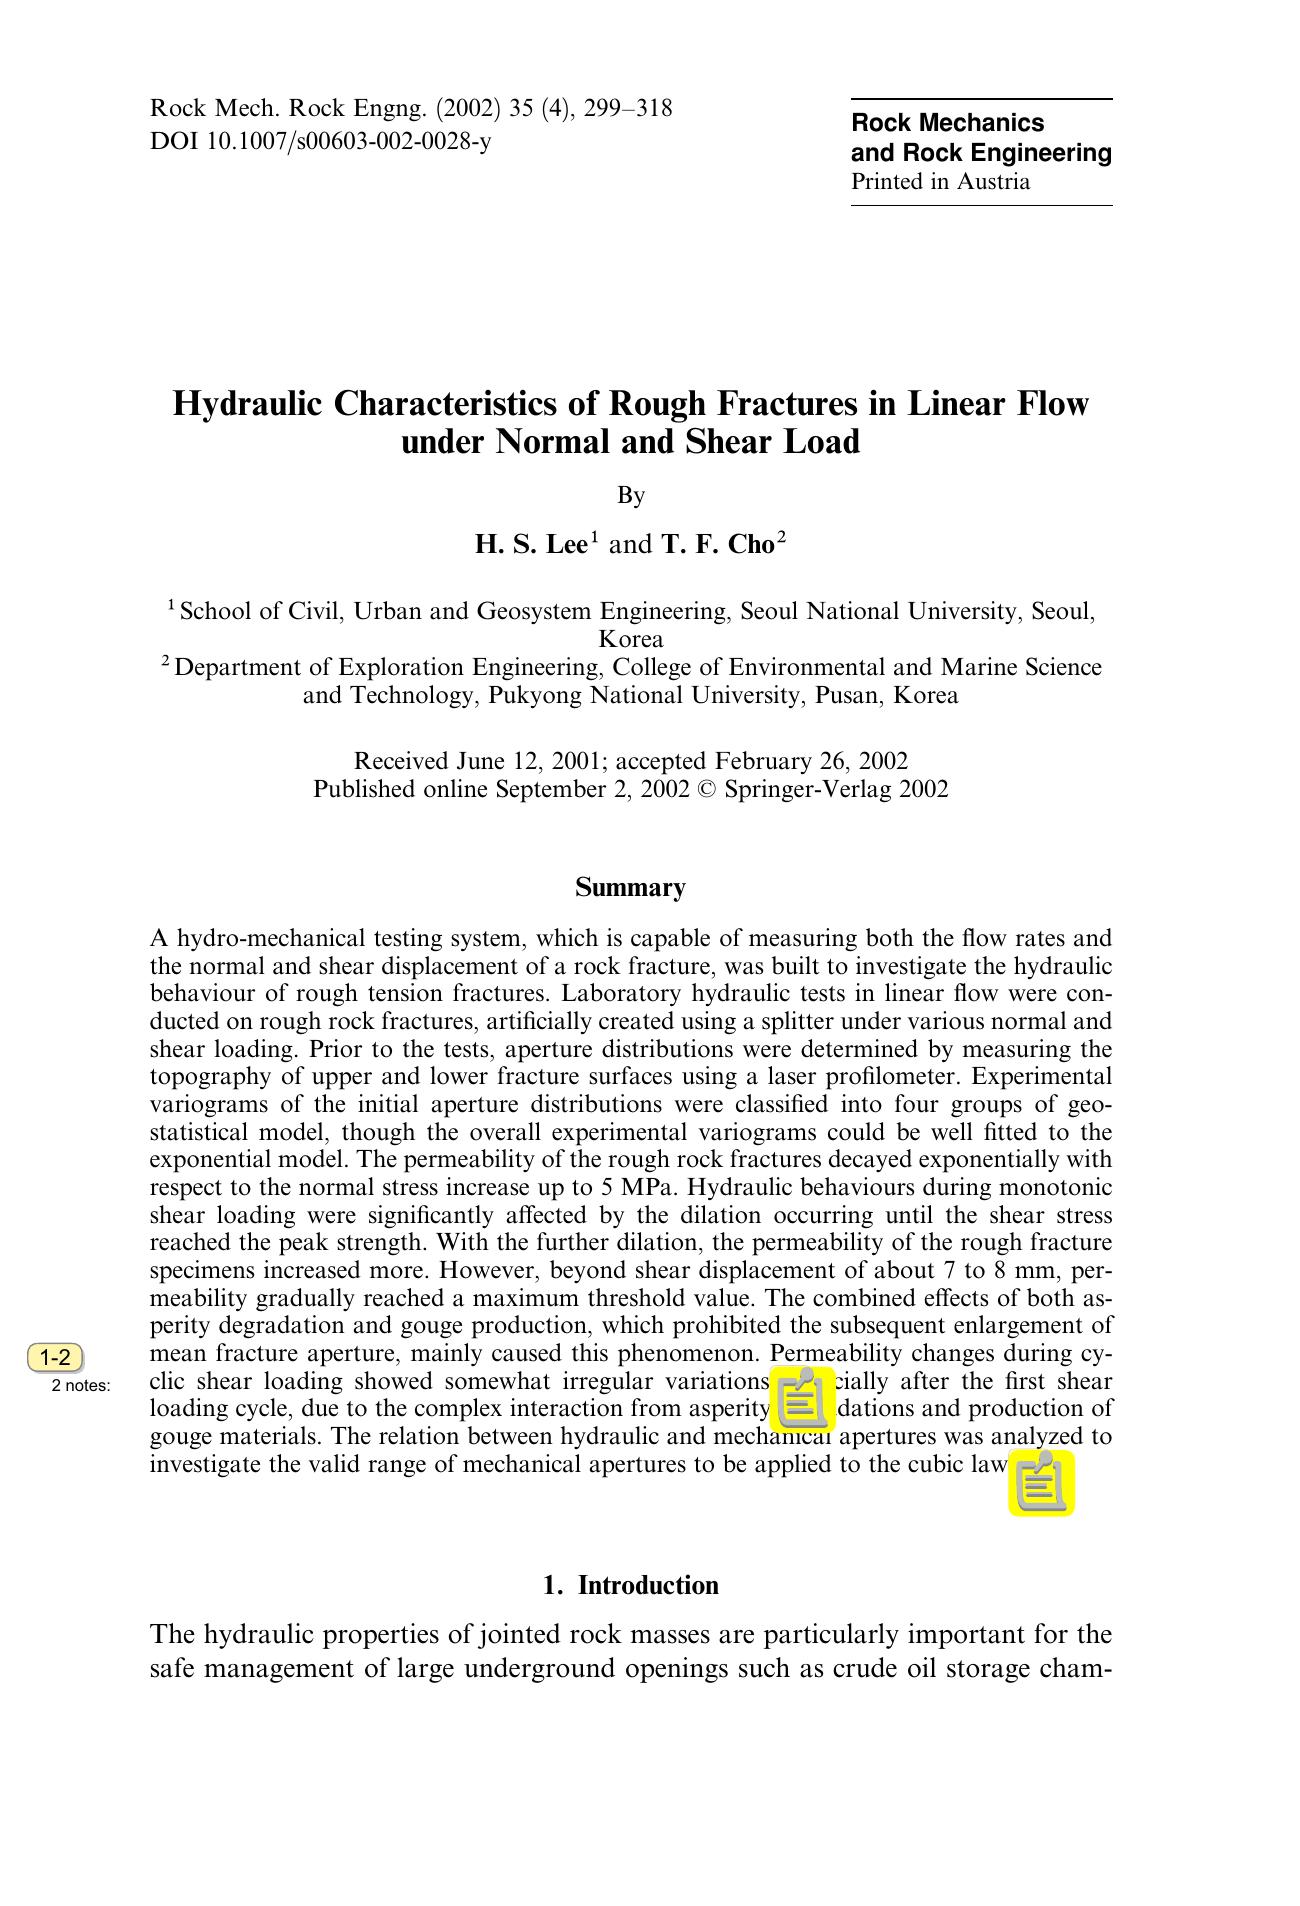 Rock Mech. Rock Engng. (2002) 35 (4), 299–318
DOI 10.1007/s00603-002-0028-y
Rock Mechanics
and Rock Engineering
Printed in Austria
Hydraulic Characteristics of Rough Fractures in Linear Flow
under Normal and Shear Load
By
H. S. Lee¹ and T. F. Cho²
¹ School of Civil, Urban and Geosystem Engineering, Seoul National University, Seoul,
Korea
² Department of Exploration Engineering, College of Environmental and Marine Science
and Technology, Pukyong National University, Pusan, Korea
Received June 12, 2001; accepted February 26, 2002
Published online September 2, 2002 © Springer-Verlag 2002
Summary
A hydro-mechanical testing system, which is capable of measuring both the flow rates and
the normal and shear displacement of a rock fracture, was built to investigate the hydraulic
behaviour of rough tension fractures. Laboratory hydraulic tests in linear flow were con-
ducted on rough rock fractures, artificially created using a splitter under various normal and
shear loading. Prior to the tests, aperture distributions were determined by measuring the
topography of upper and lower fracture surfaces using a laser profilometer. Experimental
variograms of the initial aperture distributions were classified into four groups of geo-
statistical model, though the overall experimental variograms could be well fitted to the
exponential model. The permeability of the rough rock fractures decayed exponentially with
respect to the normal stress increase up to 5 MPa. Hydraulic behaviours during monotonic
shear loading were significantly affected by the dilation occurring until the shear stress
reached the peak strength. With the further dilation, the permeability of the rough fracture
specimens increased more. However, beyond shear displacement of about 7 to 8 mm, per-
meability gradually reached a maximum threshold value. The combined effects of both as-
perity degradation and gouge production, which prohibited the subsequent enlargement of
mean fracture aperture, mainly caused this phenomenon. Permeability changes during cy-
1-2
2 notes:
clic shear loading showed somewhat irregular variations cially after the first shear
loading cycle, due to the complex interaction from asperity dations and production of
gouge materials. The relation between hydraulic and mechanical apertures was analyzed to
investigate the valid range of mechanical apertures to be applied to the cubic law
1. Introduction
The hydraulic properties of jointed rock masses are particularly important for the
safe management of large underground openings such as crude oil storage cham-